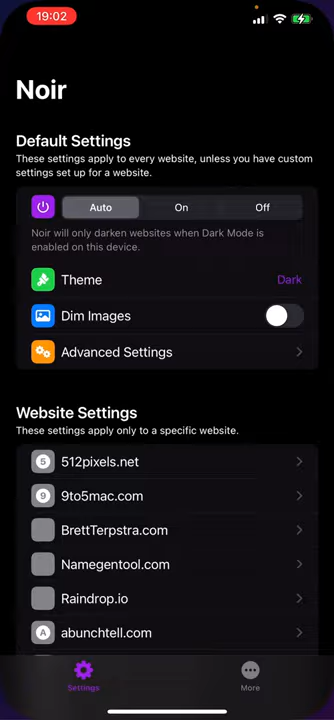 19:02
Noir
Default Settings
These settings apply to every website, unless you have custom
settings set up for a website.
Auto
On
Off
Noir will only darken websites when Dark Mode is
enabled on this device.
Theme
Dark
Dim Images
Advanced Settings
Website Settings
These settings apply only to a specific website.
5
512pixels.net
9
9to5mac.com
BrettTerpstra.com
Namegentool.com
Raindrop.io
A
abunchtell.com
Settings
More